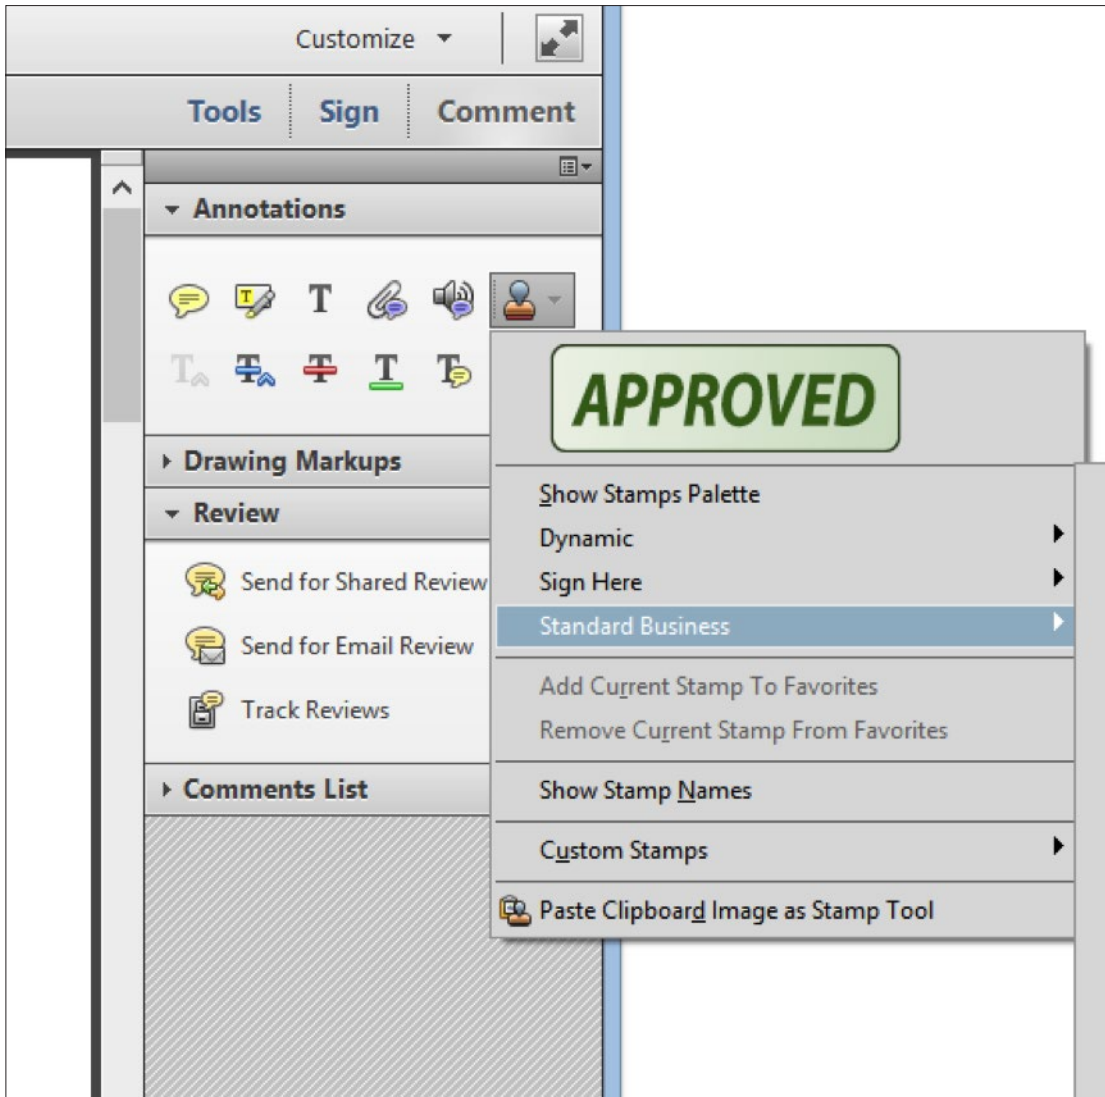 Customize
Tools
Sign
Comment
Annotations
T
T
T
T
T
T
T
APPROVED
Drawing Markups
Review
Send for Shared Review
Send for Email Review
Track Reviews
Comments List
Show Stamps Palette
Dynamic
Sign Here
Standard Business
Add Current Stamp To Favorites
Remove Current Stamp From Favorites
Show Stamp Names
Custom Stamps
Paste Clipboard Image as Stamp Tool